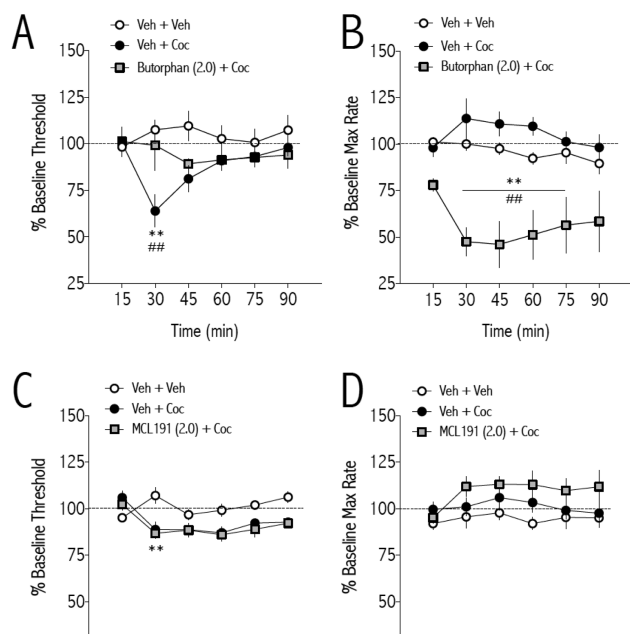 A
Veh + Veh
Veh + Coc
Butorphan (2.0) + Coc
150
125
100
75
50
25
% Baseline Threshold
**
##
15 30 45 60 75 90
Time (min)
B
Veh + Veh
Veh + Coc
Butorphan (2.0) + Coc
150
125
100
75
50
25
% Baseline Max Rate
**
##
15 30 45 60 75 90
Time (min)
C
Veh + Veh
Veh + Coc
MCL191 (2.0) + Coc
150
125
100
75
50
% Baseline Threshold
**
D
Veh + Veh
Veh + Coc
MCL191 (2.0) + Coc
150
125
100
75
50
% Baseline Max Rate